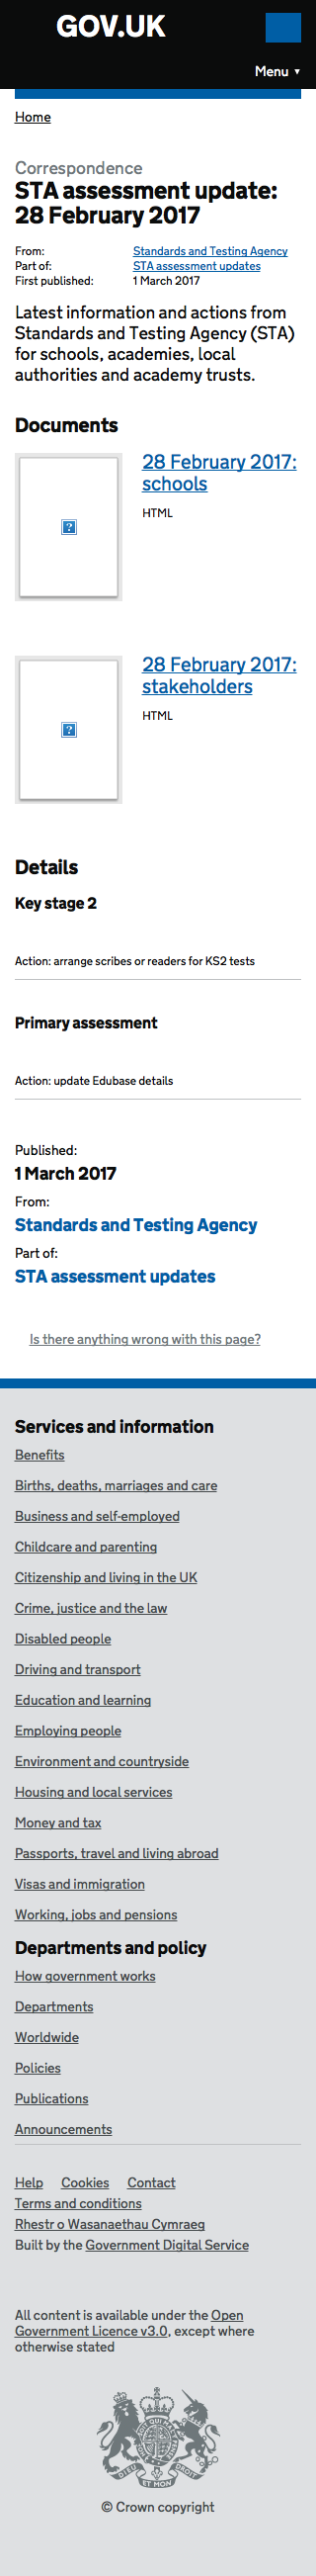 GOV.UK
Menu ▼
Home
Correspondence
STA assessment update:
28 February 2017
From: Standards and Testing Agency
Part of: STA assessment updates
First published: 1 March 2017
Latest information and actions from
Standards and Testing Agency (STA)
for schools, academies, local
authorities and academy trusts.
Documents
28 February 2017:
schools
HTML
28 February 2017:
stakeholders
HTML
Details
Key stage 2
Action: arrange scribes or readers for KS2 tests
Primary assessment
Action: update Edubase details
Published:
1 March 2017
From:
Standards and Testing Agency
Part of:
STA assessment updates
Is there anything wrong with this page?
Services and information
Benefits
Births, deaths, marriages and care
Business and self-employed
Childcare and parenting
Citizenship and living in the UK
Crime, justice and the law
Disabled people
Driving and transport
Education and learning
Employing people
Environment and countryside
Housing and local services
Money and tax
Passports, travel and living abroad
Visas and immigration
Working, jobs and pensions
Departments and policy
How government works
Departments
Worldwide
Policies
Publications
Announcements
Help Cookies Contact
Terms and conditions
Rhestr o Wasanaethau Cymraeg
Built by the Government Digital Service
All content is available under the Open
Government Licence v3.0, except where
otherwise stated
DIEU ET MON DROIT
© Crown copyright